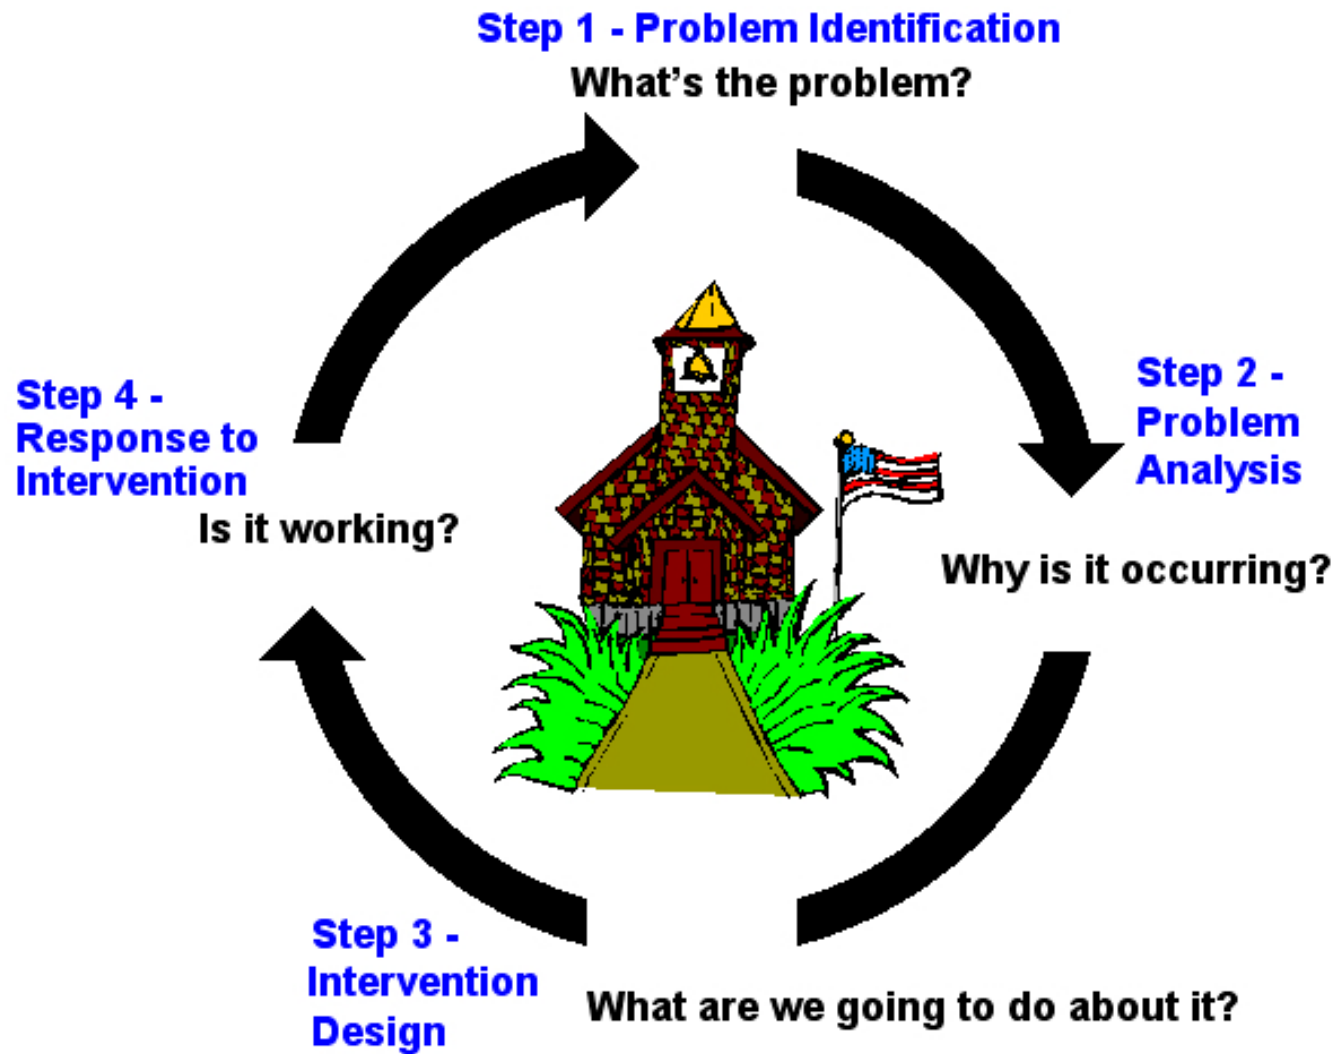 Step 1 - Problem Identification
What's the problem?
Step 2 -
Problem
Analysis
Why is it occurring?
Step 3 -
Intervention
Design
What are we going to do about it?
Step 4 -
Response to
Intervention
Is it working?